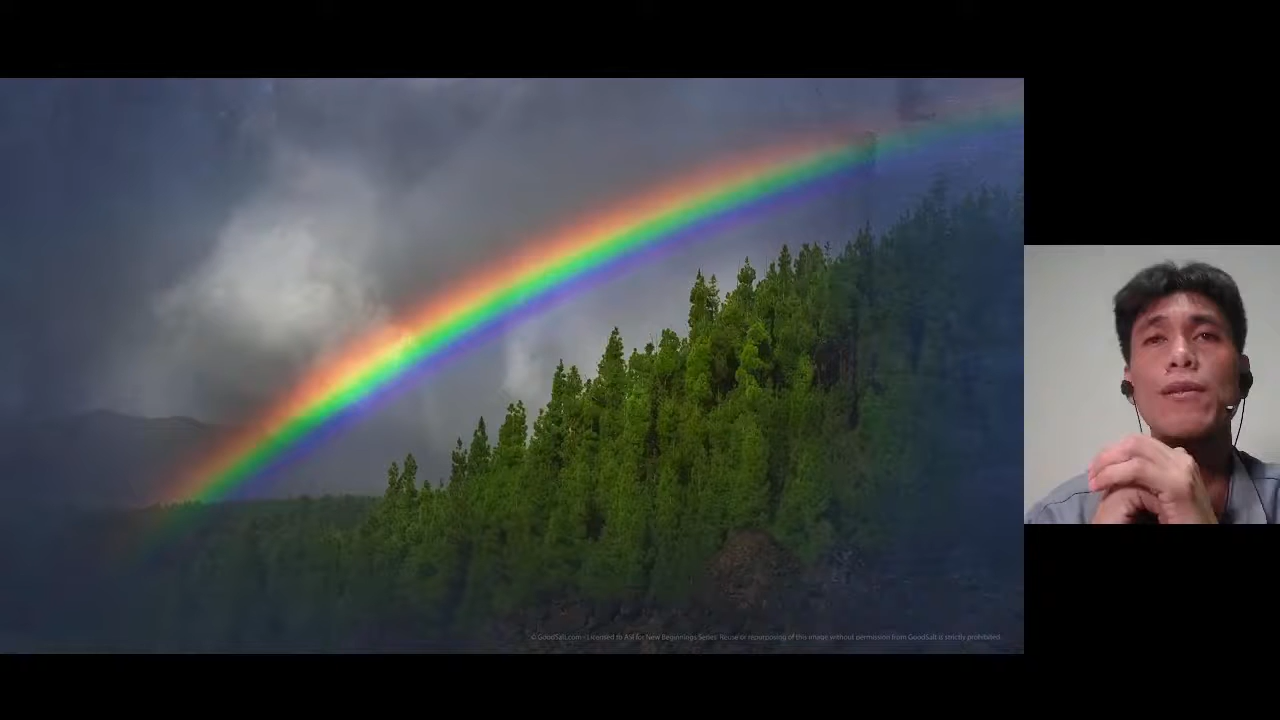 © GoodSalt.com - Licensed to ASI for New Beginnings Series. Reuse or repurposing of this image without permission from GoodSalt is strictly prohibited.